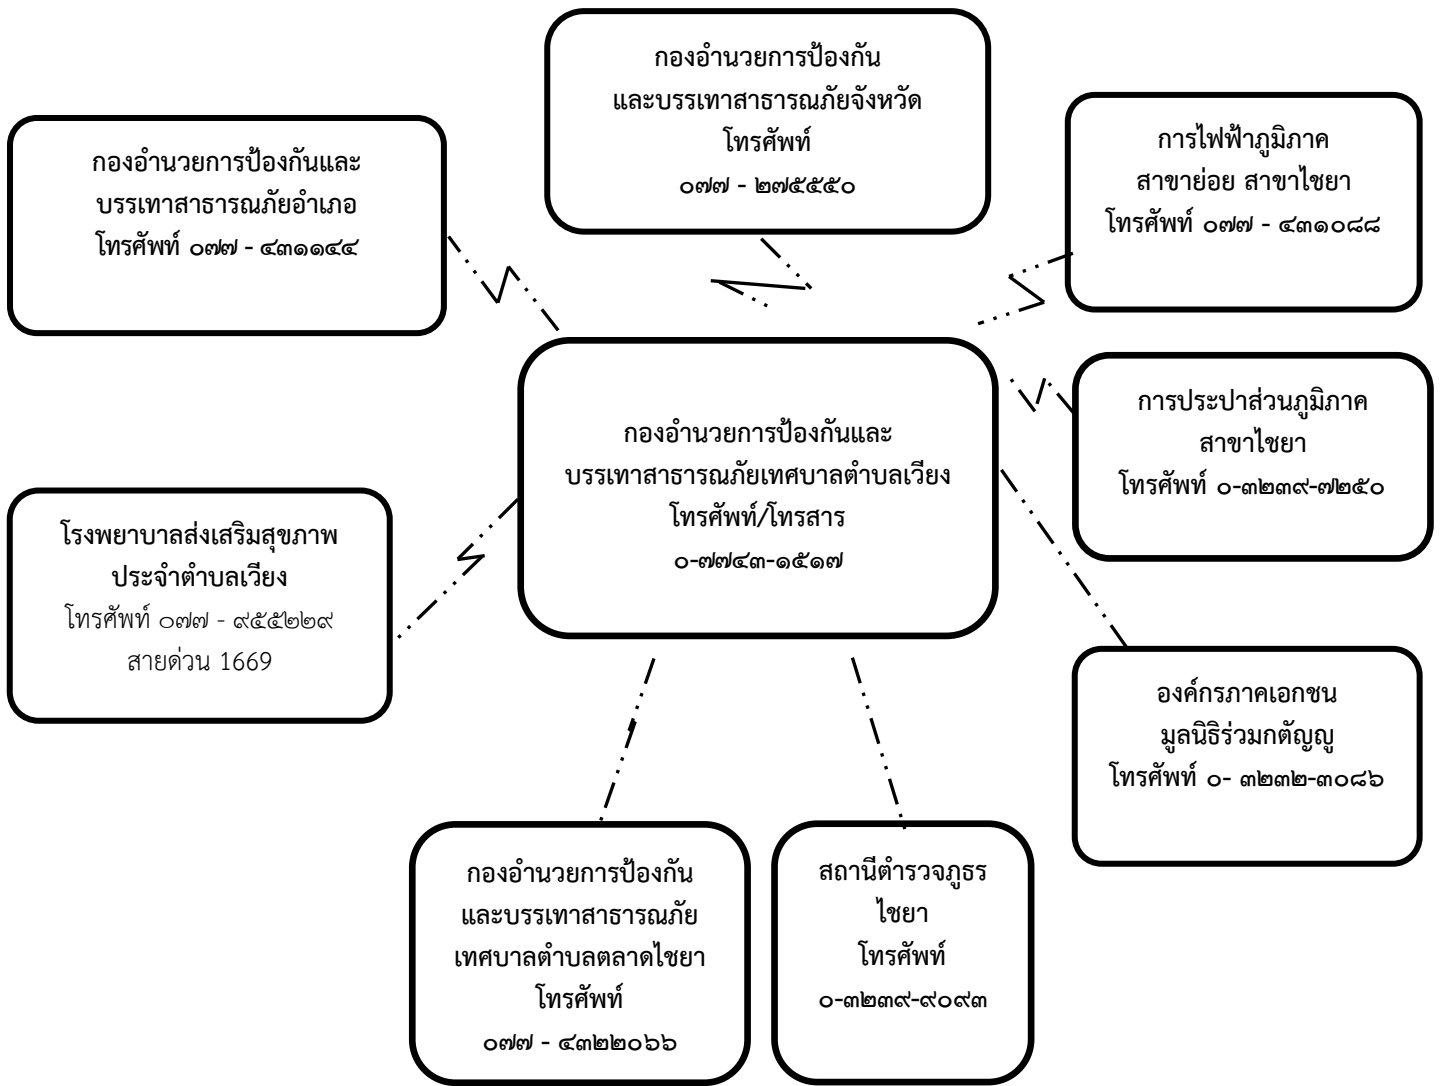 กองอำนวยการป้องกัน
และบรรเทาสาธารณภัยจังหวัด
โทรศัพท์
๐๗๗ - ๒๗๕๕๕๐
กองอำนวยการป้องกันและ
บรรเทาสาธารณภัยอำเภอ
โทรศัพท์ ๐๗๗ - ๔๓๑๑๔๔
การไฟฟ้าภูมิภาค
สาขาย่อย สาขาไชยา
โทรศัพท์ ๐๗๗ - ๔๓๑๐๘๘
กองอำนวยการป้องกันและ
บรรเทาสาธารณภัยเทศบาลตำบลเวียง
โทรศัพท์/โทรสาร
๐-๗๗๔๓-๑๕๑๗
การประปาส่วนภูมิภาค
สาขาไชยา
โทรศัพท์ ๐-๓๒๓๙-๗๒๕๐
โรงพยาบาลส่งเสริมสุขภาพ
ประจำตำบลเวียง
โทรศัพท์ ๐๗๗ - ๙๕๕๒๒๙
สายด่วน 1669
องค์กรภาคเอกชน
มูลนิธิร่วมกตัญญู
โทรศัพท์ ๐- ๓๒๓๒-๓๐๘๖
กองอำนวยการป้องกัน
และบรรเทาสาธารณภัย
เทศบาลตำบลตลาดไชยา
โทรศัพท์
๐๗๗ - ๔๓๒๒๐๖๖
สถานีตำรวจภูธร
ไชยา
โทรศัพท์
๐-๓๒๓๙-๙๐๙๓